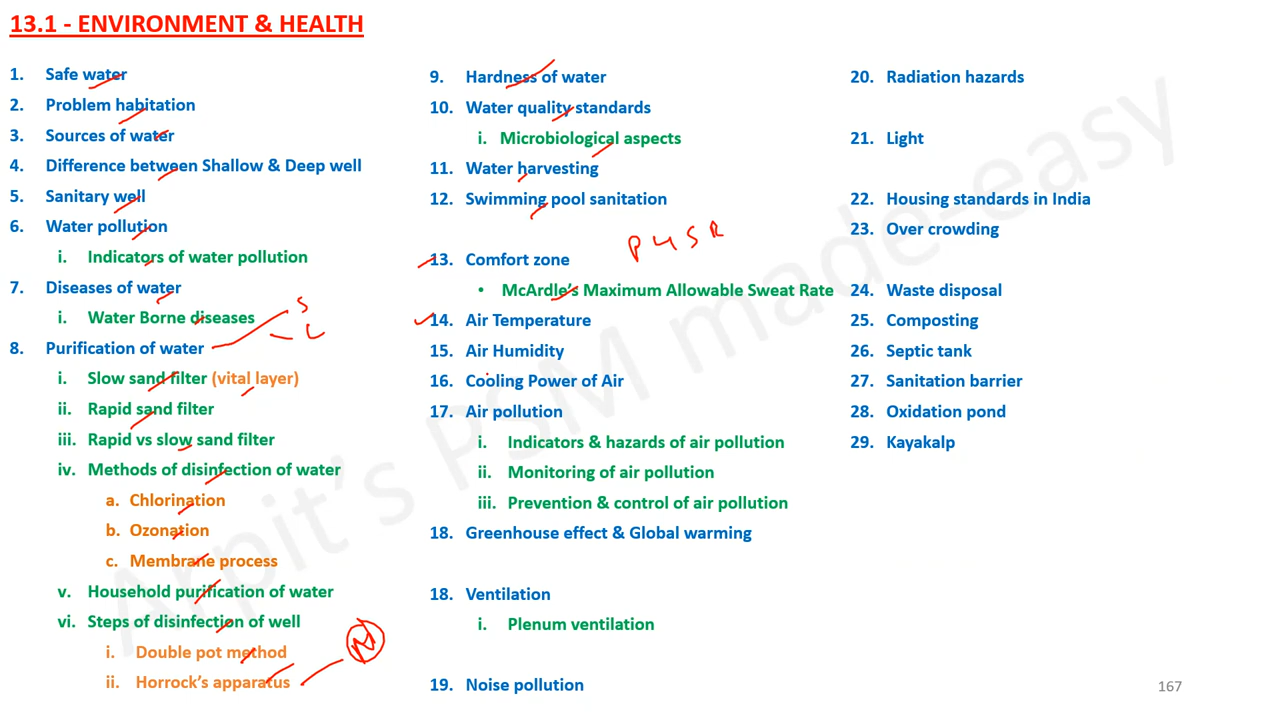 13.1 - ENVIRONMENT & HEALTH
1. Safe water
2. Problem habitation
3. Sources of water
4. Difference between Shallow & Deep well
5. Sanitary well
6. Water pollution
i. Indicators of water pollution
7. Diseases of water
i. Water Borne diseases
8. Purification of water
S
L
i. Slow sand filter (vital layer)
ii. Rapid sand filter
iii. Rapid vs slow sand filter
iv. Methods of disinfection of water
a. Chlorination
b. Ozonation
c. Membrane process
v. Household purification of water
vi. Steps of disinfection of well
i. Double pot method
ii. Horrock's apparatus
9. Hardness of water
10. Water quality standards
i. Microbiological aspects
11. Water harvesting
12. Swimming pool sanitation
P4SR
13. Comfort zone
• McArdle's Maximum Allowable Sweat Rate
14. Air Temperature
15. Air Humidity
16. Cooling Power of Air
17. Air pollution
i. Indicators & hazards of air pollution
ii. Monitoring of air pollution
iii. Prevention & control of air pollution
18. Greenhouse effect & Global warming
18. Ventilation
i. Plenum ventilation
19. Noise pollution
20. Radiation hazards
21. Light
22. Housing standards in India
23. Over crowding
24. Waste disposal
25. Composting
26. Septic tank
27. Sanitation barrier
28. Oxidation pond
29. Kayakalp
Arpit's PSM made-easy
167